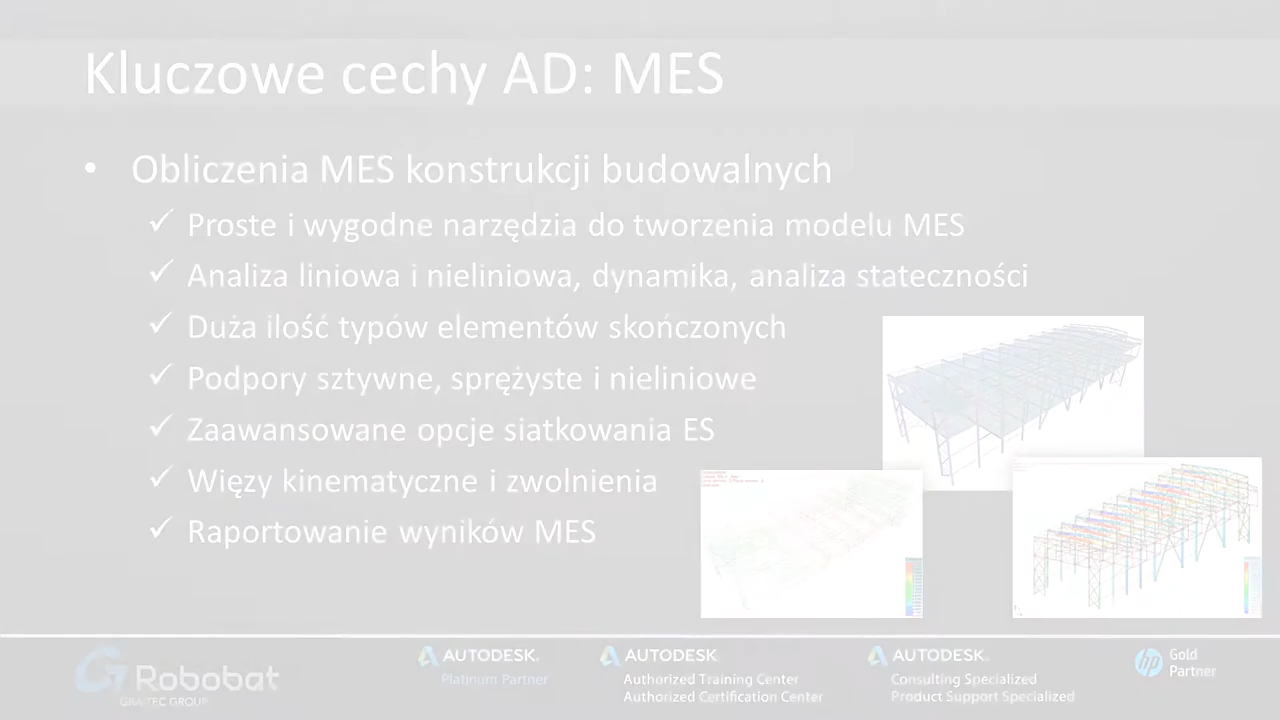 Kluczowe cechy AD: MES
• Obliczenia MES konstrukcji budowalnych
✓ Proste i wygodne narzędzia do tworzenia modelu MES
✓ Analiza liniowa i nieliniowa, dynamika, analiza stateczności
✓ Duża ilość typów elementów skończonych
✓ Podpory sztywne, sprężyste i nieliniowe
✓ Zaawansowane opcje siatkowania ES
✓ Więzy kinematyczne i zwolnienia
✓ Raportowanie wyników MES
Robobat
GRAITEC GROUP
AUTODESK.
Platinum Partner
AUTODESK
Authorized Training Center
Authorized Certification Center
AUTODESK.
Consulting Specialized
Product Support Specialized
hp
Gold
Partner